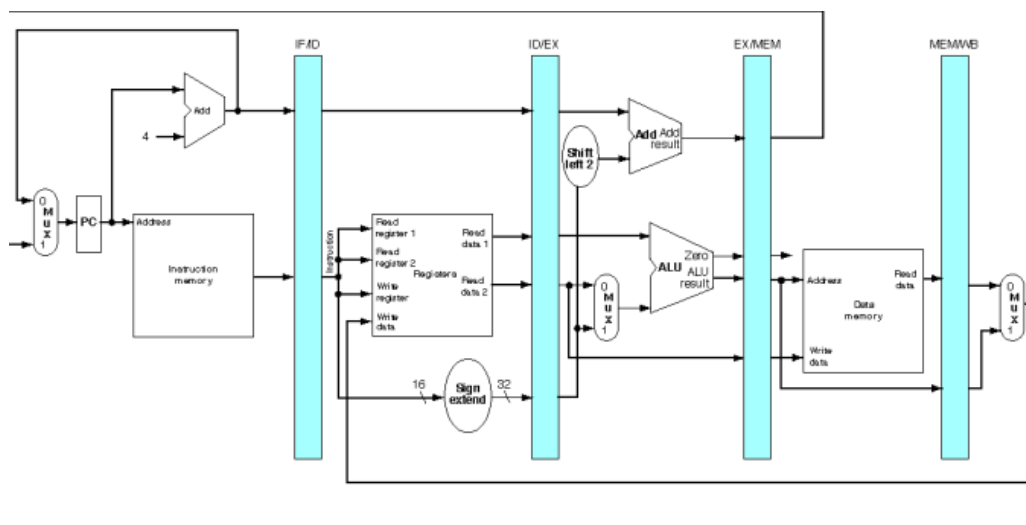 IF/ID
ID/EX
EX/MEM
MEM/WB
Add
4
Add
Add
result
Shift
left 2
0
M
u
x
1
PC
Address
Instruction
memory
Instruction
Read
register 1
Read
register 2
Write
register
Write
data
Registers
Read
data 1
Read
data 2
0
M
u
x
1
Zero
ALU
ALU
result
Address
Read
data
Data
memory
Write
data
0
M
u
x
1
16
Sign
extend
32